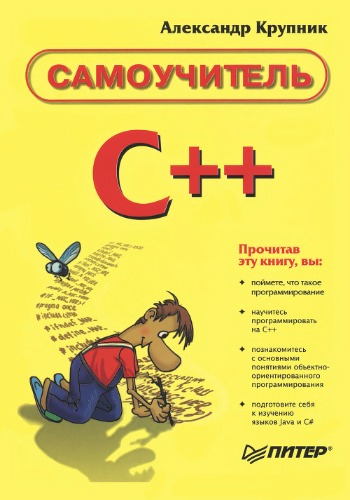 Александр Крупник
САМОУЧИТЕЛЬ
C++
Прочитав
эту книгу, вы:
поймете, что такое
программирование
научитесь
программировать
на C++
познакомитесь
с основными
понятиями объектно-
ориентированного
программирования
подготовите себя
к изучению
языков Java и C#
ПИТЕР®